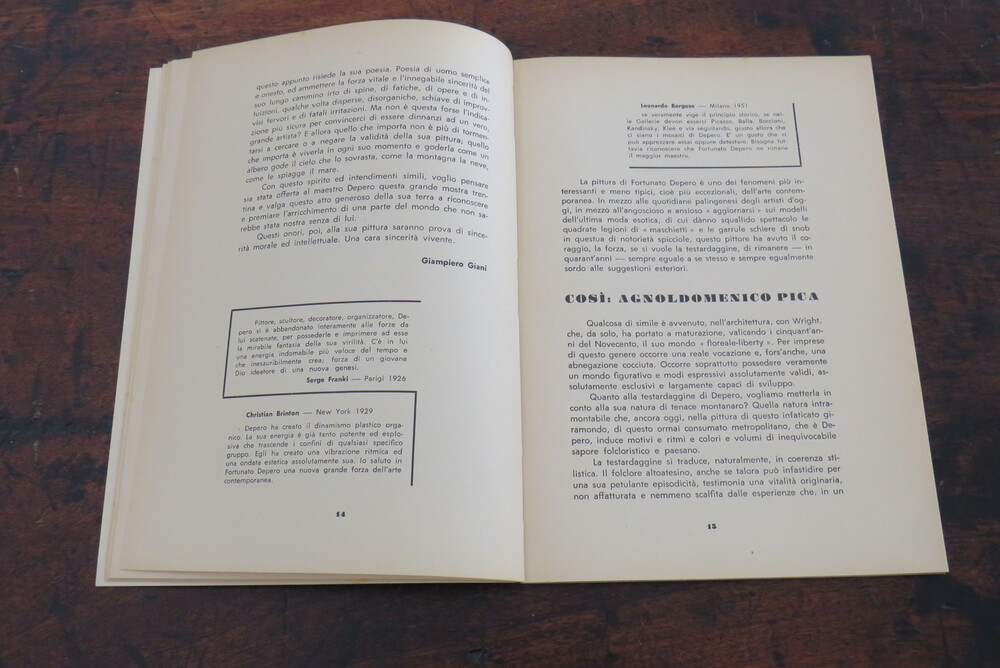 questo appunto risiede la sua poesia. Poesia di uomo semplice
e onesto, ed ammettere la forza vitale e l'innegabile sincerità del
suo lungo cammino irto di spine, di fatiche, di opere e di in-
tuizioni, qualche volta disperse, disorganiche, schiave di improv-
visi fervori e di fatali irritazioni. Ma non è questa forse l'indica-
zione più sicura per convincerci di essere dinnanzi ad un vero,
grande artista? E allora quello che importa non è più di tormen-
tarsi a cercare o a negare la validità della sua pittura; quello
che importa è viverla in ogni suo momento e goderla come un
albero gode il cielo che lo sovrasta, come la montagna la neve,
come le spiagge il mare.
Con questo spirito ed intendimenti simili, voglio pensare
sia stata offerta al maestro Depero questa grande mostra tren-
tina e valga questo atto generoso della sua terra a riconoscere
e premiare l'arricchimento di una parte del mondo che non sa-
rebbe stata nostra senza di lui.
Questi onori, poi, alla sua pittura saranno prova di since-
rità morale ed intellettuale. Una cara sincerità vivente.
Giampiero Giani
Pittore, scultore, decoratore, organizzatore, De-
pero si è abbandonato interamente alle forze da
lui scatenate, per possederle e imprimere ad esse
la mirabile fantasia della sua virilità. C'è in lui
una energia indomabile più veloce del tempo e
che inesauribilmente crea; forza di un giovane
Dio ideatore di una nuova genesi.
Serge Franki — Parigi 1926
Christian Brinton — New York 1929
Depero ha creato il dinamismo plastico orga-
nico. La sua energia è già tanto potente ed esplo-
siva che trascende i confini di qualsiasi specifico
gruppo. Egli ha creato una vibrazione ritmica ed
una ondata estetica assolutamente sua. Io saluto in
Fortunato Depero una nuova grande forza dell'arte
contemporanea.
14
Leonardo Borgese — Milano 1951
se veramente vige il principio storico, se nel-
le Gallerie devon esserci Picasso, Balla, Boccioni,
Kandinsky, Klee e via seguitando, giusto allora che
ci siano i mosaici di Depero. E' un gusto che si
può apprezzare assai oppure detestare. Bisogna tut-
tavia riconoscere che Fortunato Depero ne rimane
il maggior maestro.
La pittura di Fortunato Depero è uno dei fenomeni più in-
teressanti e meno tipici, cioè più eccezionali, dell'arte contem-
poranea. In mezzo alle quotidiane palingenesi degli artisti d'og-
gi, in mezzo all'angoscioso e ansioso « aggiornarsi » sui modelli
dell'ultima moda esotica, di cui dànno squallido spettacolo le
quadrate legioni di « maschietti » e le garrule schiere di snob
in questua di notorietà spicciole, questo pittore ha avuto il co-
raggio, la forza, se si vuole la testardaggine, di rimanere — in
quarant'anni — sempre eguale a se stesso e sempre egualmente
sordo alle suggestioni esteriori.
COSÌ: AGNOLDOMENICO PICA
Qualcosa di simile è avvenuto, nell'architettura, con Wright,
che, da solo, ha portato a maturazione, valicando i cinquant'an-
ni del Novecento, il suo mondo « floreale-liberty ». Per imprese
di questo genere occorre una reale vocazione e, fors'anche, una
abnegazione cocciuta. Occorre soprattutto possedere veramente
un mondo figurativo e modi espressivi assolutamente validi, as-
solutamente esclusivi e largamente capaci di sviluppo.
Quanto alla testardaggine di Depero, vogliamo metterla in
conto alla sua natura di tenace montanaro? Quella natura intra-
montabile che, ancora oggi, nella pittura di questo infaticato gi-
ramondo, di questo ormai consumato metropolitano, che è De-
pero, induce motivi e ritmi e colori e volumi di inequivocabile
sapore folcloristico e paesano.
La testardaggine si traduce, naturalmente, in coerenza sti-
listica. Il folclore altoatesino, anche se talora può infastidire per
una sua petulante episodicità, testimonia una vitalità originaria,
non affatturata e nemmeno scalfita dalle esperienze che, in un
15